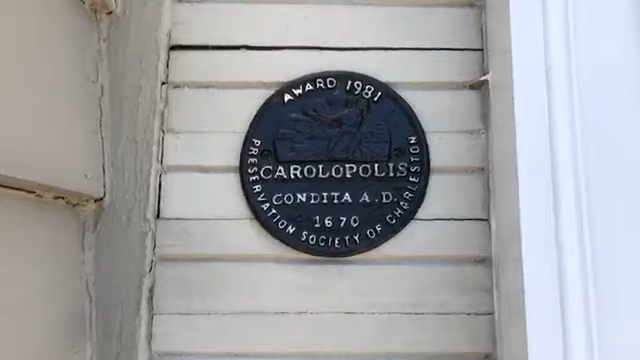 AWARD 1981
CAROLOPOLIS
CONDITA A.D.
1670
PRESERVATION SOCIETY OF CHARLESTON